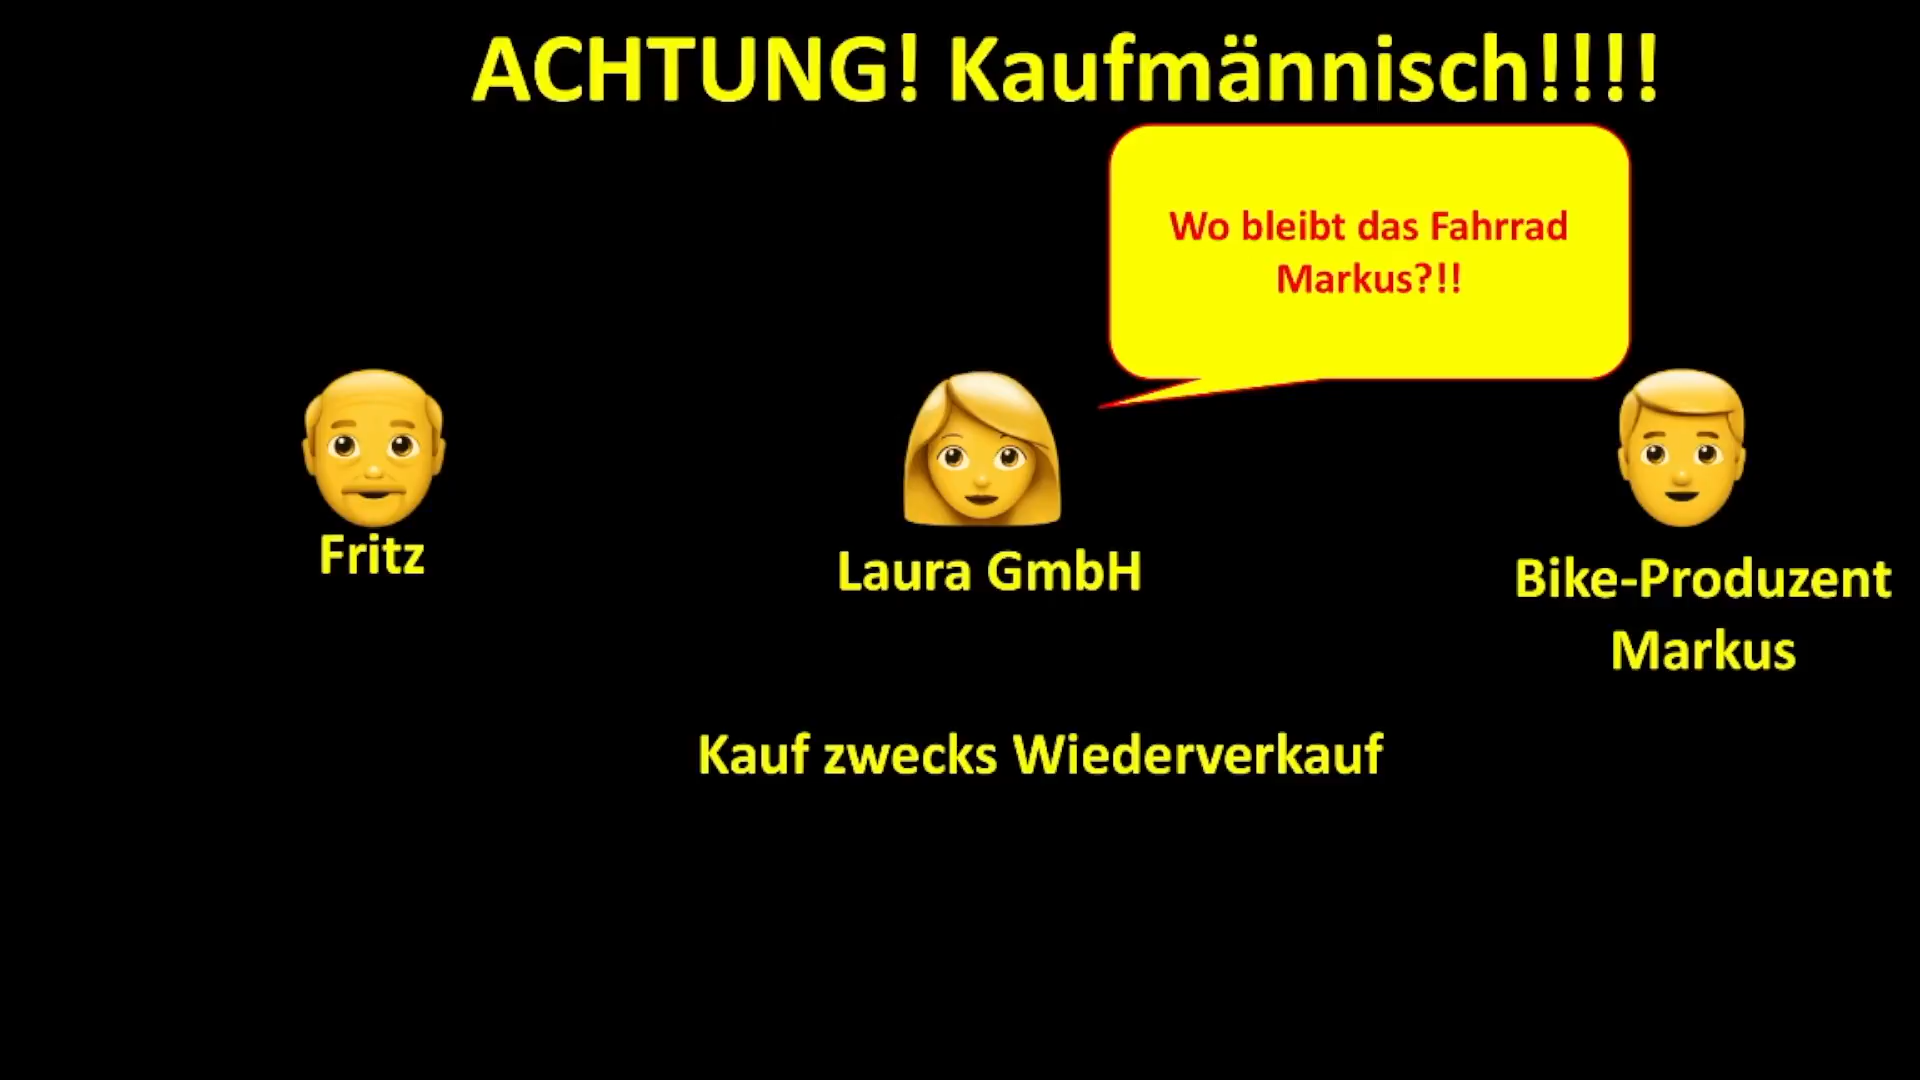 ACHTUNG! Kaufmännisch!!!!
Wo bleibt das Fahrrad
Markus?!!
Fritz
Laura GmbH
Bike-Produzent
Markus
Kauf zwecks Wiederverkauf